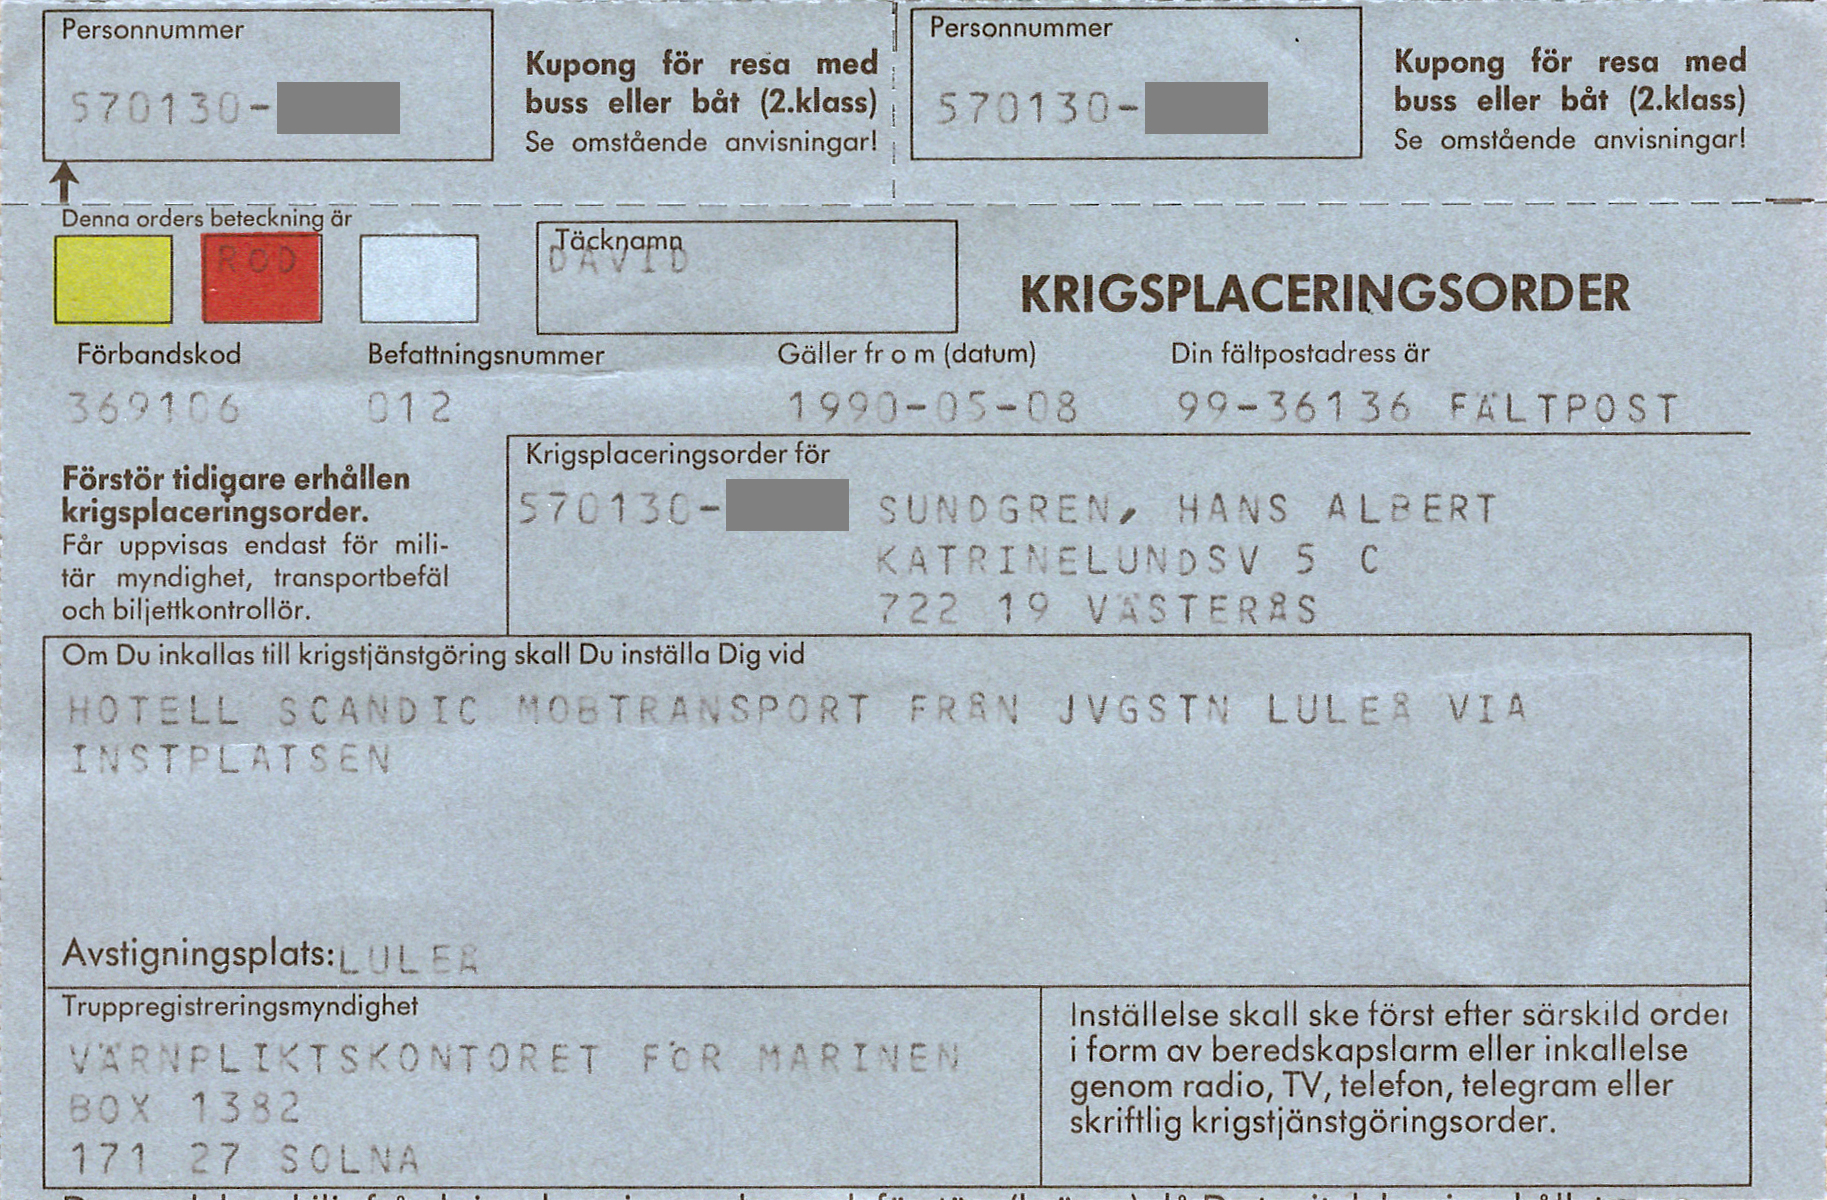 Personnummer
570130-
Kupong för resa med
buss eller båt (2.klass)
Se omstående anvisningar!
Personnummer
570130-
Kupong för resa med
buss eller båt (2.klass)
Se omstående anvisningar!
Denna orders beteckning är
RÖD
Täcknamn
DAVID
KRIGSPLACERINGSORDER
Förbandskod
369106
Befattningsnummer
012
Gäller fr o m (datum)
1990-05-08
Din fältpostadress är
99-36136 FÄLTPOST
Förstör tidigare erhållen
krigsplaceringsorder.
Får uppvisas endast för mili-
tär myndighet, transportbefäl
och biljettkontrollör.
Krigsplaceringsorder för
570130- SUNDGREN, HANS ALBERT
KATRINELUNDSV 5 C
722 19 VÄSTERÅS
Om Du inkallas till krigstjänstgöring skall Du inställa Dig vid
HOTELL SCANDIC MOBTRANSPORT FRÅN JVGSTN LULEÅ VIA
INSTPLATSEN
Avstigningsplats: LULEÅ
Truppregistreringsmyndighet
VÄRNPLIKTSKONTORET FÖR MARINEN
BOX 1382
171 27 SOLNA
Inställelse skall ske först efter särskild order
i form av beredskapslarm eller inkallelse
genom radio, TV, telefon, telegram eller
skriftlig krigstjänstgöringsorder.